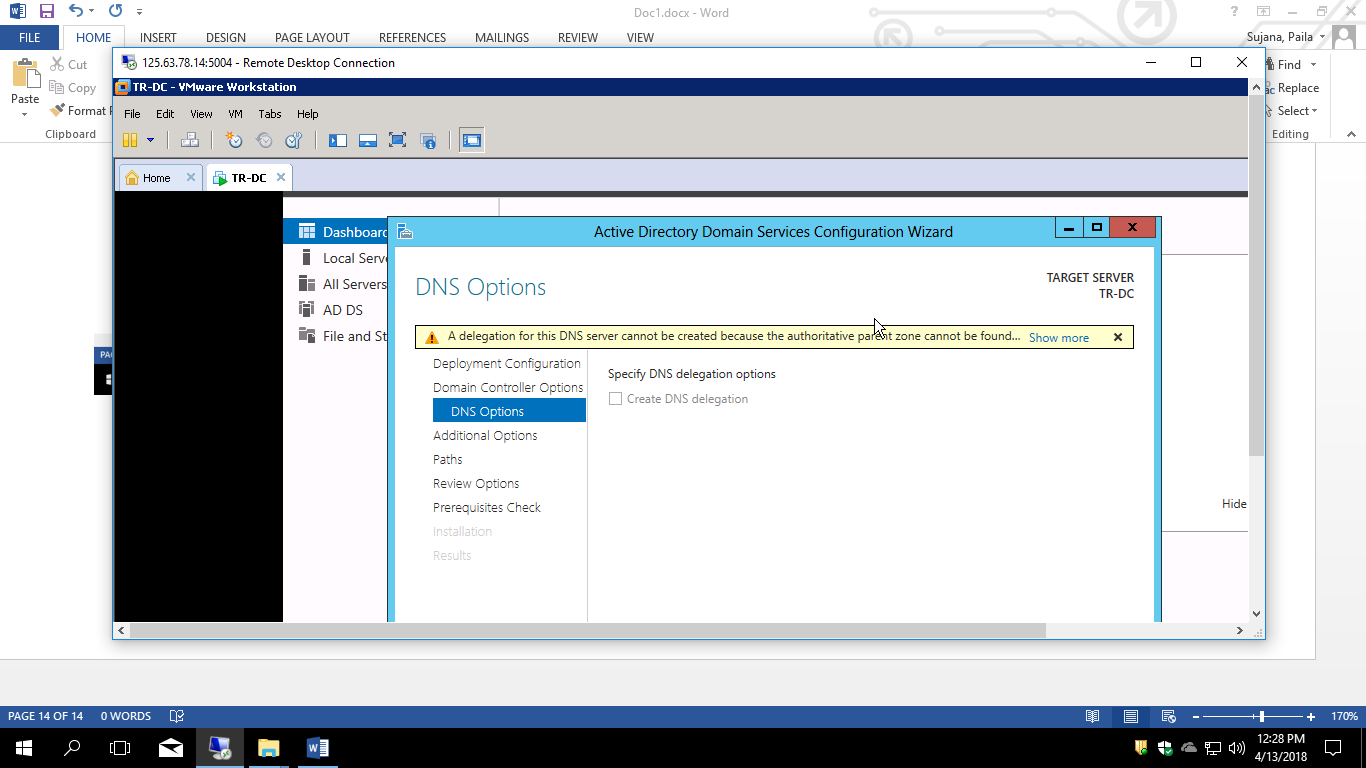 Doc1.docx - Word
FILE HOME INSERT DESIGN PAGE LAYOUT REFERENCES MAILINGS REVIEW VIEW Sujana, Paila
Cut
Copy
Format
Paste
Clipboard
Find
Replace
Select
Editing
125.63.78.14:5004 - Remote Desktop Connection
TR-DC - VMware Workstation
File Edit View VM Tabs Help
Home TR-DC
Dashboard
Local Serve
All Servers
AD DS
File and St
Active Directory Domain Services Configuration Wizard
DNS Options
TARGET SERVER
TR-DC
A delegation for this DNS server cannot be created because the authoritative parent zone cannot be found... Show more
Deployment Configuration
Domain Controller Options
DNS Options
Additional Options
Paths
Review Options
Prerequisites Check
Installation
Results
Specify DNS delegation options
Create DNS delegation
Hide
PAGE 14 OF 14 0 WORDS 170%
12:28 PM
4/13/2018